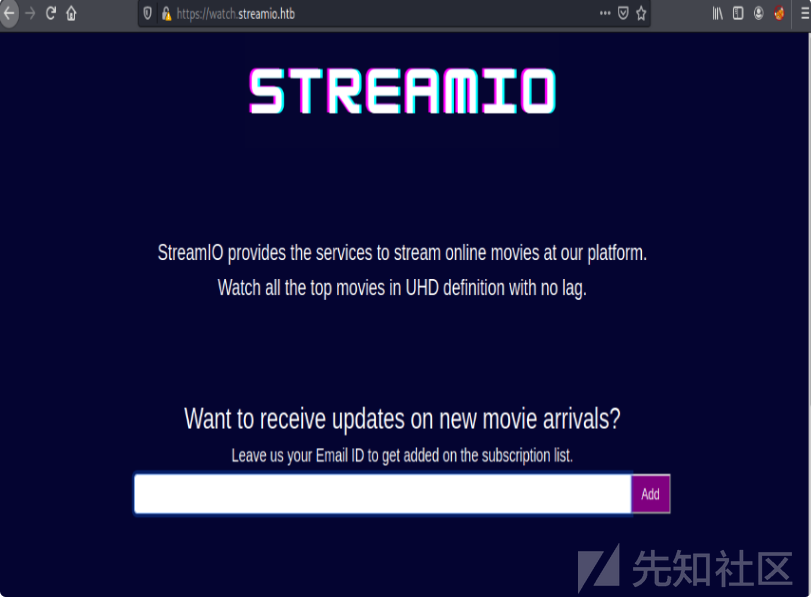 https://watch.streamio.htb
STREAMIO
StreamIO provides the services to stream online movies at our platform.
Watch all the top movies in UHD definition with no lag.
Want to receive updates on new movie arrivals?
Leave us your Email ID to get added on the subscription list.
Add
先知社区